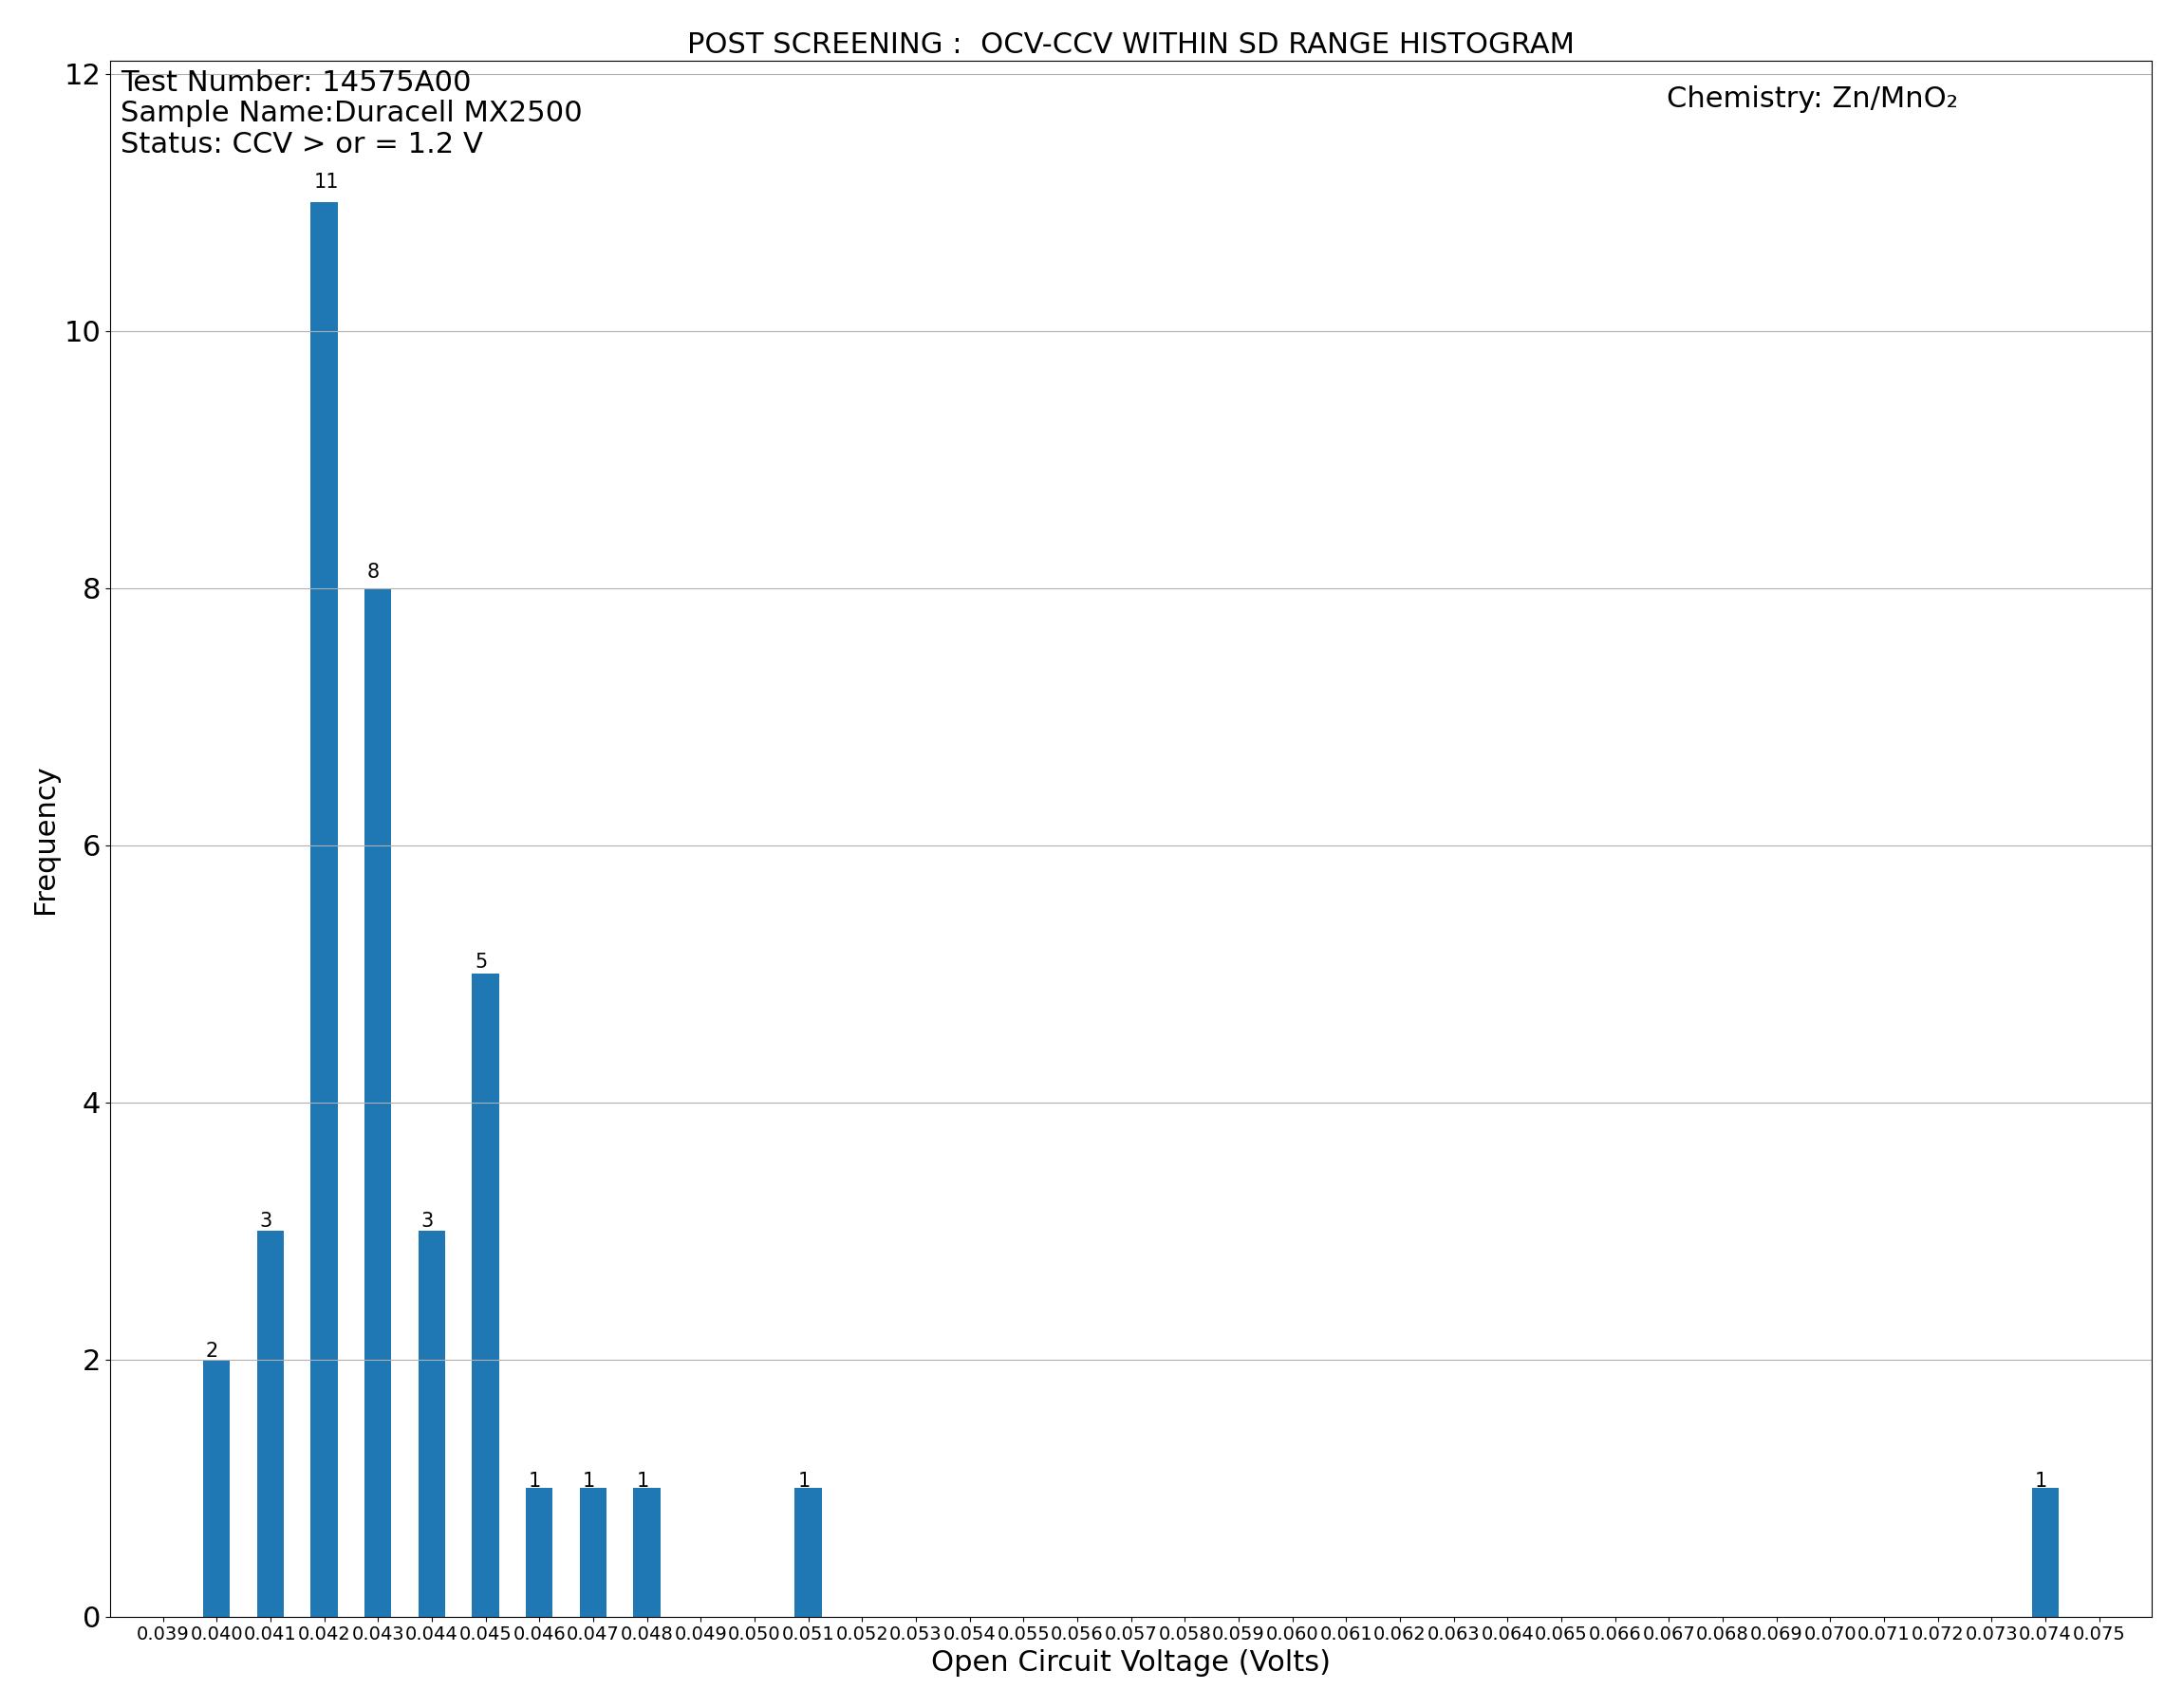 POST SCREENING :  OCV-CCV WITHIN SD RANGE HISTOGRAM
Test Number: 14575A00
Sample Name:Duracell MX2500
Status: CCV > or = 1.2 V
Chemistry: Zn/MnO₂
12
10
8
6
4
2
0
Frequency
2
3
11
8
3
5
1
1
1
1
1
0.039 0.040 0.041 0.042 0.043 0.044 0.045 0.046 0.047 0.048 0.049 0.050 0.051 0.052 0.053 0.054 0.055 0.056 0.057 0.058 0.059 0.060 0.061 0.062 0.063 0.064 0.065 0.066 0.067 0.068 0.069 0.070 0.071 0.072 0.073 0.074 0.075
Open Circuit Voltage (Volts)